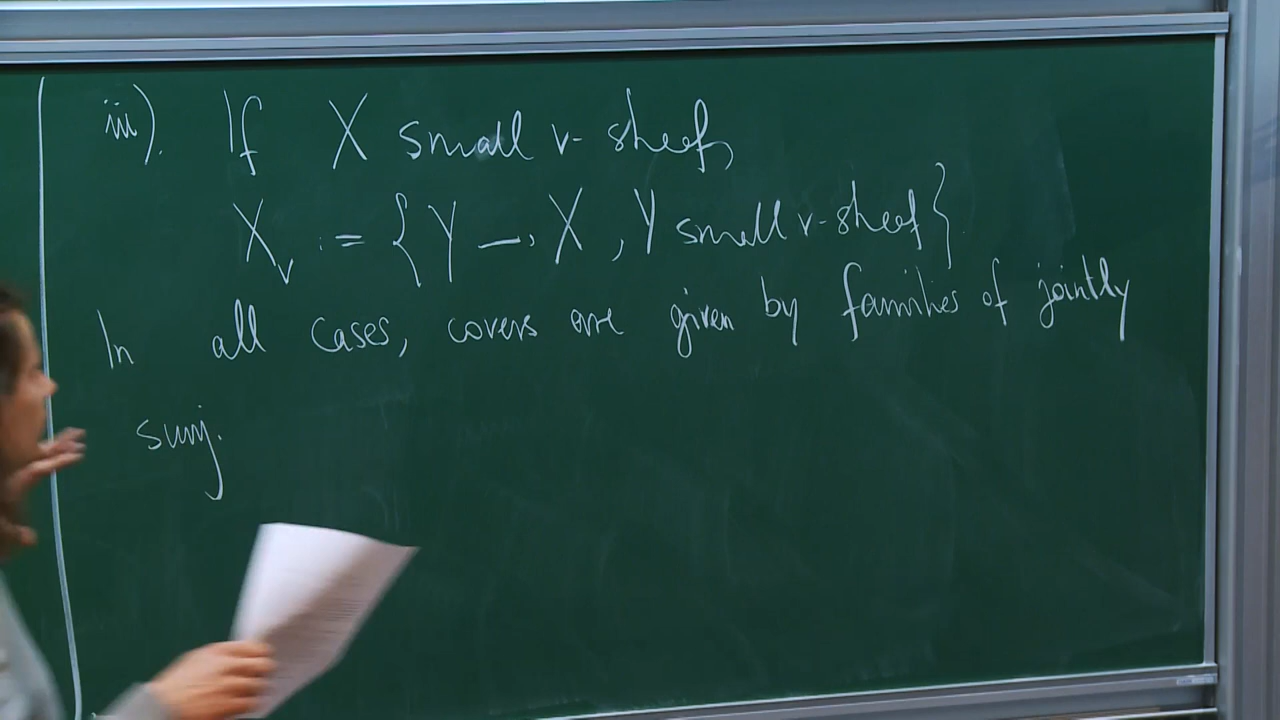 iii). If X small v-sheaf,
X_v := { Y → X , Y small v-sheaf }
In all cases, covers are given by families of jointly
surj.